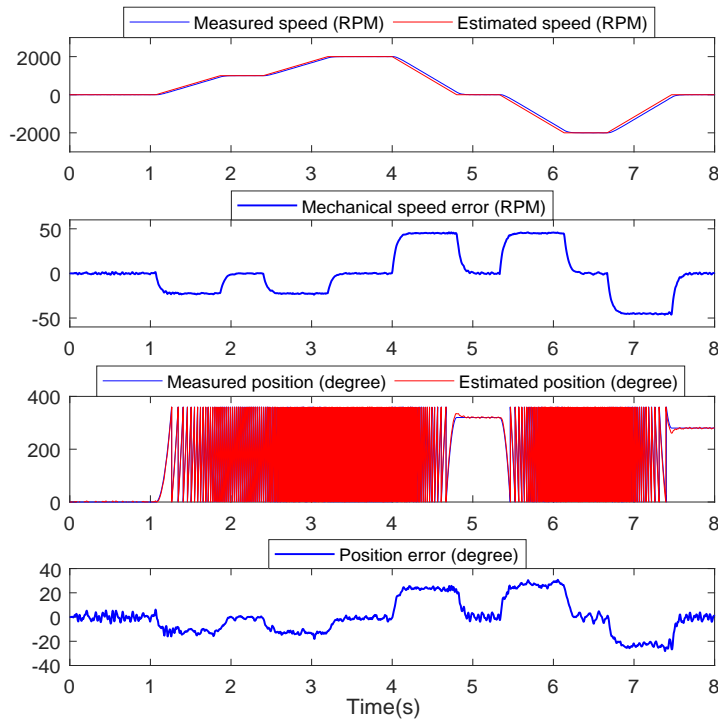 Measured speed (RPM) Estimated speed (RPM)
2000
0
-2000
0 1 2 3 4 5 6 7 8
Mechanical speed error (RPM)
50
0
-50
0 1 2 3 4 5 6 7 8
Measured position (degree) Estimated position (degree)
400
200
0
0 1 2 3 4 5 6 7 8
Position error (degree)
40
20
0
-20
-40
0 1 2 3 4 5 6 7 8
Time(s)